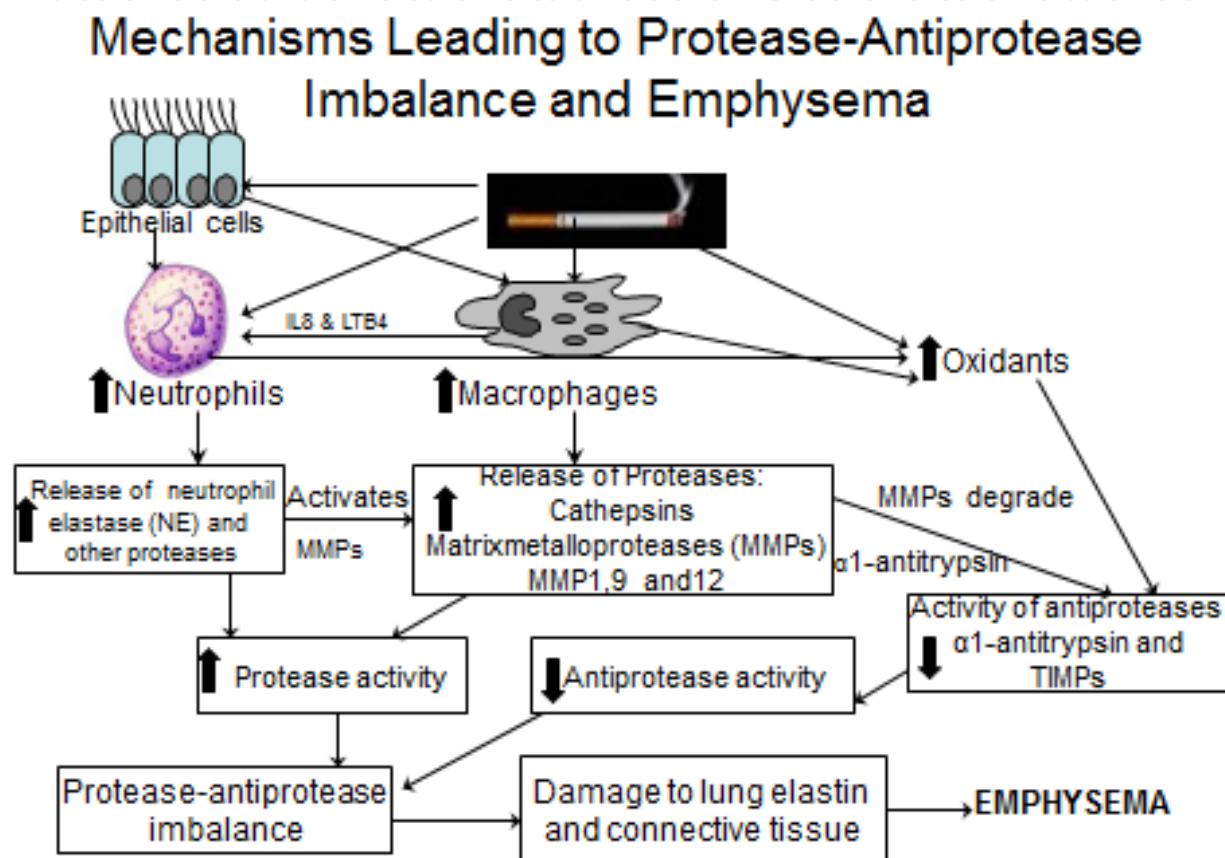 Mechanisms Leading to Protease-Antiprotease
Imbalance and Emphysema
Epithelial cells
IL8 & LTB4
Oxidants
Neutrophils
Macrophages
Release of neutrophil
elastase (NE) and
other proteases
Activates
MMPs
Release of Proteases:
Cathepsins
Matrixmetalloproteases (MMPs)
MMP1,9 and12
MMPs degrade
α1-antitrypsin
Activity of antiproteases
α1-antitrypsin and
TIMPs
Protease activity
Antiprotease activity
Protease-antiprotease
imbalance
Damage to lung elastin
and connective tissue
EMPHYSEMA